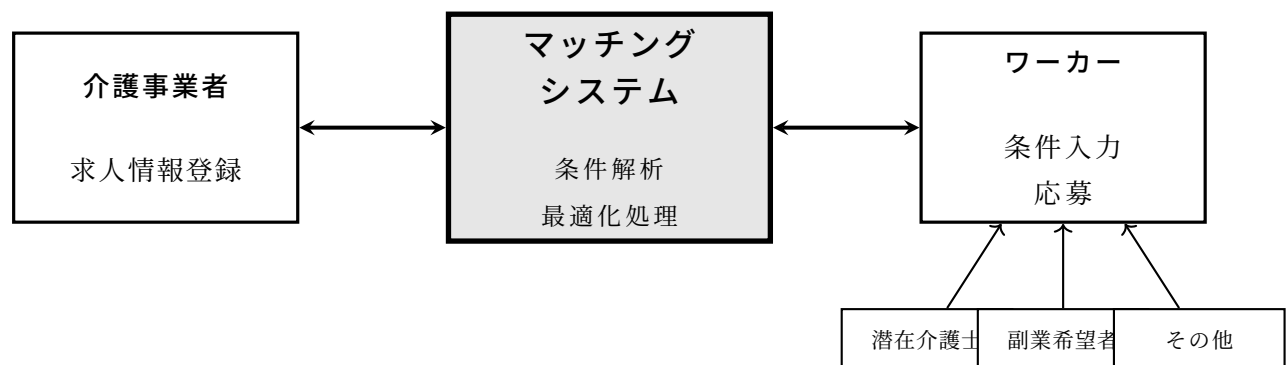 介護事業者
求人情報登録
マッチング
システム
条件解析
最適化処理
ワーカー
条件入力
応募
潜在介護士
副業希望者
その他